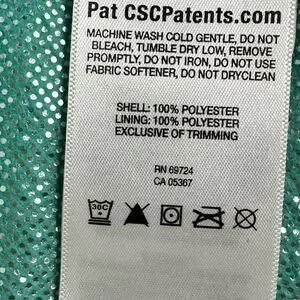 Pat CSCPatents.com
MACHINE WASH COLD GENTLE, DO NOT
BLEACH, TUMBLE DRY LOW, REMOVE
PROMPTLY, DO NOT IRON, DO NOT USE
FABRIC SOFTENER, DO NOT DRYCLEAN
SHELL: 100% POLYESTER
LINING: 100% POLYESTER
EXCLUSIVE OF TRIMMING
RN 69724
CA 05367
30C